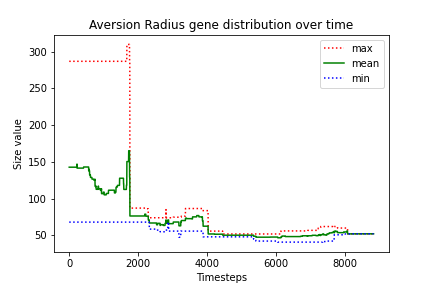 Aversion Radius gene distribution over time
Size value
300
250
200
150
100
50
max
mean
min
0
2000
4000
6000
8000
Timesteps